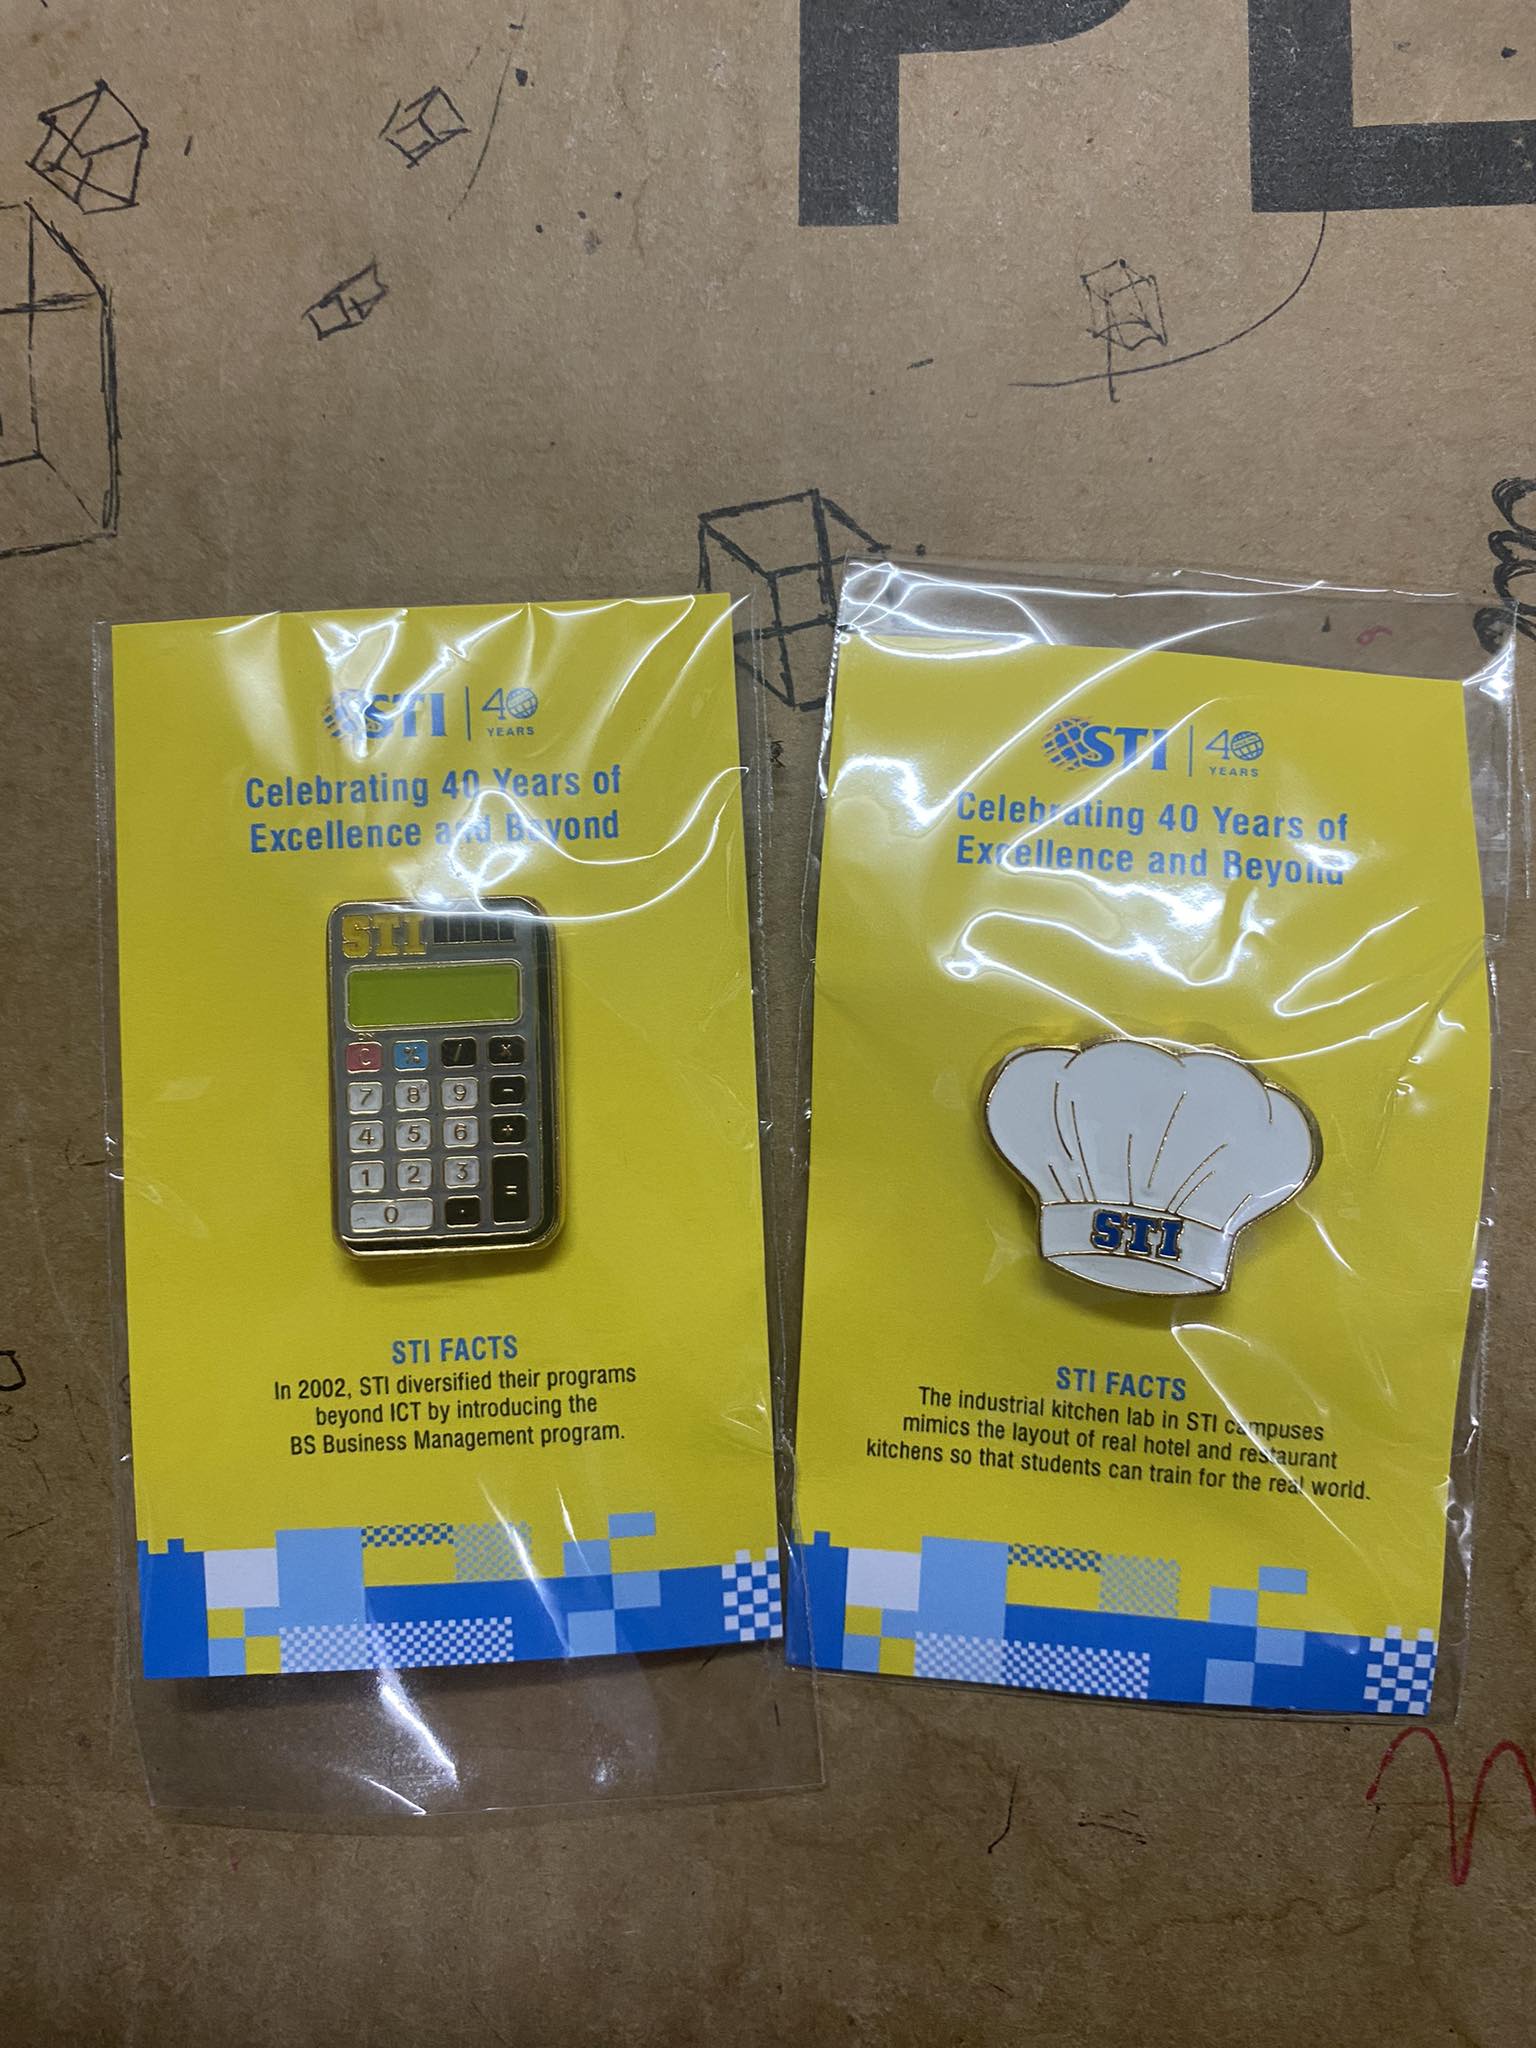 PL
STI | 40
YEARS
Celebrating 40 Years of
Excellence and Beyond
STI
ON
C % / ×
7 8 9 -
4 5 6 +
1 2 3 =
0 .
STI FACTS
In 2002, STI diversified their programs
beyond ICT by introducing the
BS Business Management program.
STI | 40
YEARS
Celebrating 40 Years of
Excellence and Beyond
STI
STI FACTS
The industrial kitchen lab in STI campuses
mimics the layout of real hotel and restaurant
kitchens so that students can train for the real world.